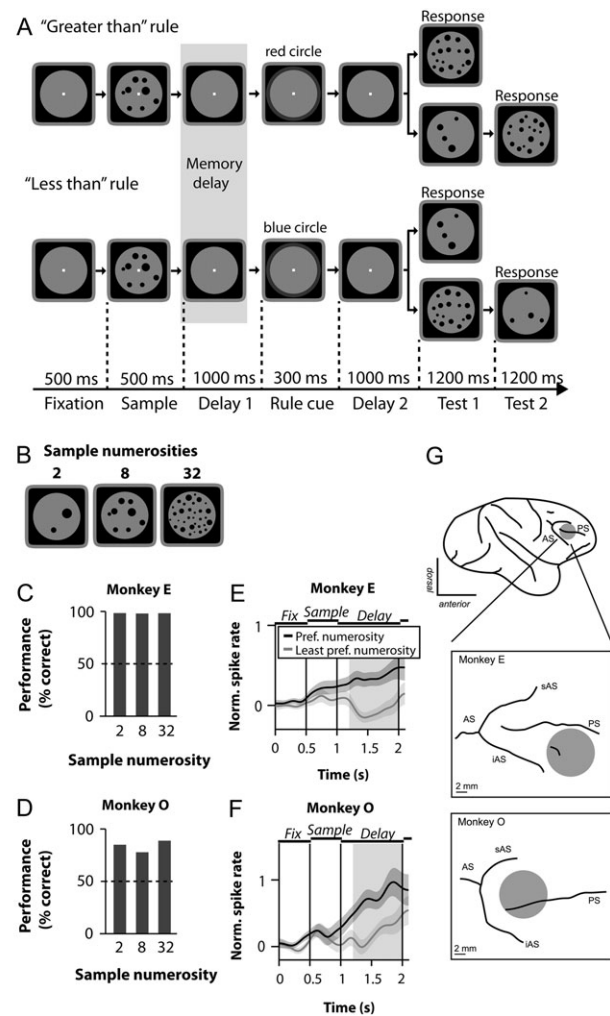 A
"Greater than" rule
Response
red circle
Response
Memory
delay
"Less than" rule
Response
blue circle
Response
500 ms 500 ms 1000 ms 300 ms 1000 ms 1200 ms 1200 ms
Fixation Sample Delay 1 Rule cue Delay 2 Test 1 Test 2
B
Sample numerosities
2 8 32
C
Monkey E
Performance
(% correct)
100
50
0
2 8 32
Sample numerosity
D
Monkey O
Performance
(% correct)
100
50
0
2 8 32
Sample numerosity
E
Monkey E
Fix Sample Delay
Pref. numerosity
Least pref. numerosity
Norm. spike rate
1
0
0 0.5 1 1.5 2
Time (s)
F
Monkey O
Fix Sample Delay
Norm. spike rate
1
0
0 0.5 1 1.5 2
Time (s)
G
AS PS
dorsal
anterior
Monkey E
sAS
AS
PS
iAS
2 mm
Monkey O
sAS
AS
PS
iAS
2 mm